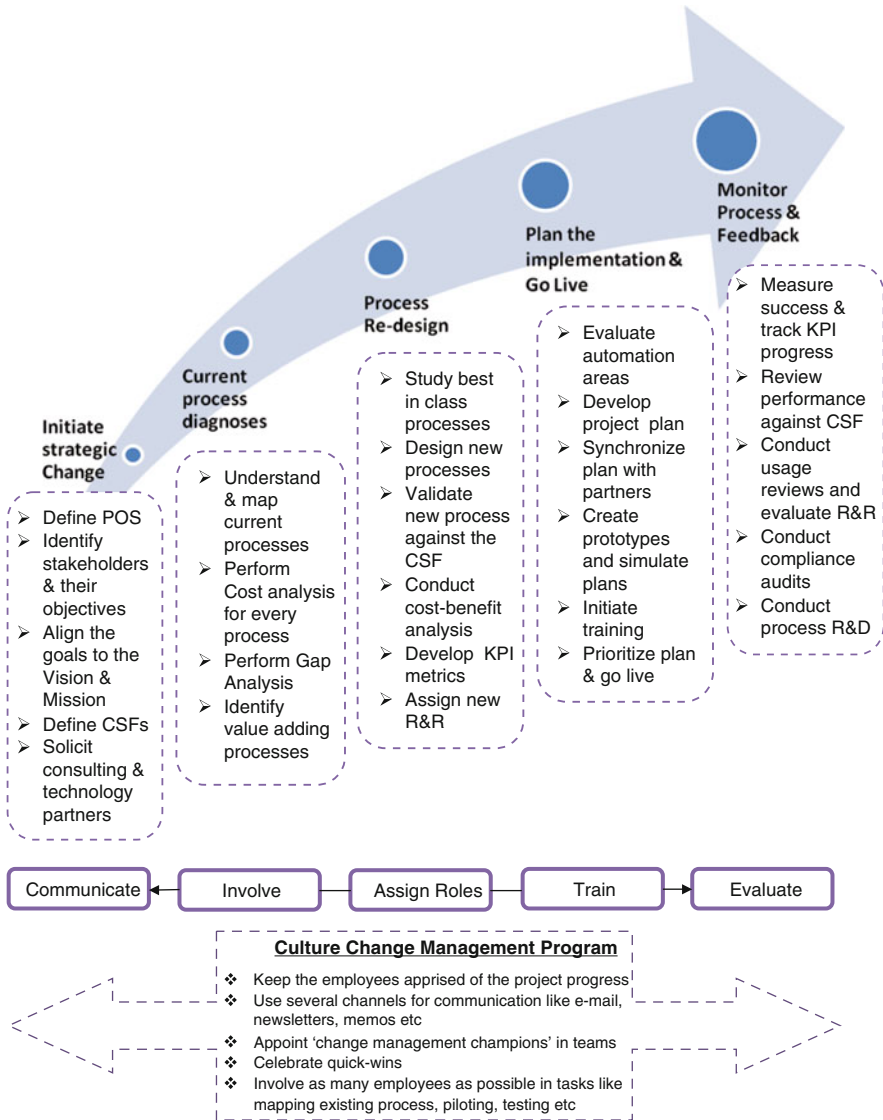 Initiate
strategic
Change
➢ Define POS
➢ Identify
stakeholders
& their
objectives
➢ Align the
goals to the
Vision &
Mission
➢ Define CSFs
➢ Solicit
consulting &
technology
partners
Current
process
diagnoses
➢ Understand
& map
current
processes
➢ Perform
Cost analysis
for every
process
➢ Perform Gap
Analysis
➢ Identify
value adding
processes
Process
Re-design
➢ Study best
in class
processes
➢ Design new
processes
➢ Validate
new process
against the
CSF
➢ Conduct
cost-benefit
analysis
➢ Develop KPI
metrics
➢ Assign new
R&R
Plan the
implementation &
Go Live
➢ Evaluate
automation
areas
➢ Develop
project plan
➢ Synchronize
plan with
partners
➢ Create
prototypes
and simulate
plans
➢ Initiate
training
➢ Prioritize plan
& go live
Monitor
Process &
Feedback
➢ Measure
success &
track KPI
progress
➢ Review
performance
against CSF
➢ Conduct
usage
reviews and
evaluate R&R
➢ Conduct
compliance
audits
➢ Conduct
process R&D
Communicate
Involve
Assign Roles
Train
Evaluate
Culture Change Management Program
❖ Keep the employees apprised of the project progress
❖ Use several channels for communication like e-mail,
newsletters, memos etc
❖ Appoint ‘change management champions’ in teams
❖ Celebrate quick-wins
❖ Involve as many employees as possible in tasks like
mapping existing process, piloting, testing etc